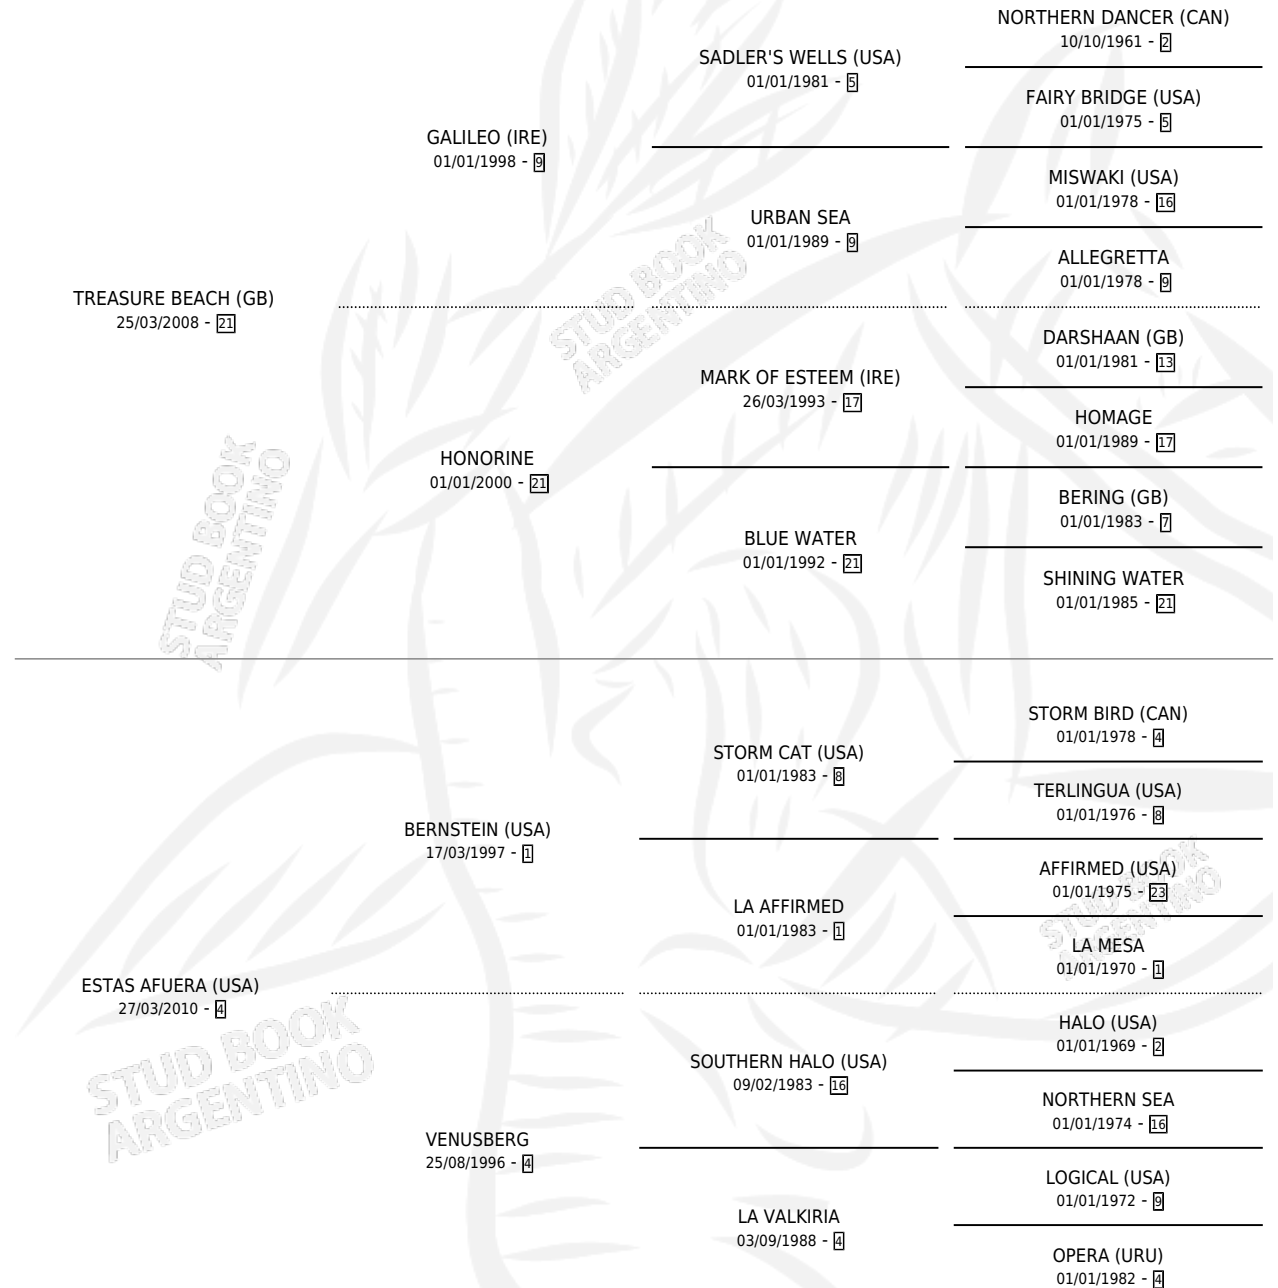 NORTHERN DANCER (CAN)
10/10/1961 - 2
SADLER'S WELLS (USA)
01/01/1981 - 5
FAIRY BRIDGE (USA)
01/01/1975 - 5
GALILEO (IRE)
01/01/1998 - 9
MISWAKI (USA)
01/01/1978 - 16
URBAN SEA
01/01/1989 - 9
ALLEGRETTA
01/01/1978 - 9
TREASURE BEACH (GB)
25/03/2008 - 21
STUD BOOK
ARGENTINO
DARSHAAN (GB)
01/01/1981 - 13
MARK OF ESTEEM (IRE)
26/03/1993 - 17
HOMAGE
01/01/1989 - 17
HONORINE
01/01/2000 - 21
BERING (GB)
01/01/1983 - 7
BLUE WATER
01/01/1992 - 21
SHINING WATER
01/01/1985 - 21
STUD BOOK
ARGENTINO
STORM BIRD (CAN)
01/01/1978 - 4
STORM CAT (USA)
01/01/1983 - 8
TERLINGUA (USA)
01/01/1976 - 8
BERNSTEIN (USA)
17/03/1997 - 1
AFFIRMED (USA)
01/01/1975 - 23
LA AFFIRMED
01/01/1983 - 1
STUD BOOK
ARGENTINO
LA MESA
01/01/1970 - 1
ESTAS AFUERA (USA)
27/03/2010 - 4
STUD BOOK
ARGENTINO
HALO (USA)
01/01/1969 - 2
SOUTHERN HALO (USA)
09/02/1983 - 16
NORTHERN SEA
01/01/1974 - 16
VENUSBERG
25/08/1996 - 4
LOGICAL (USA)
01/01/1972 - 9
LA VALKIRIA
03/09/1988 - 4
OPERA (URU)
01/01/1982 - 4